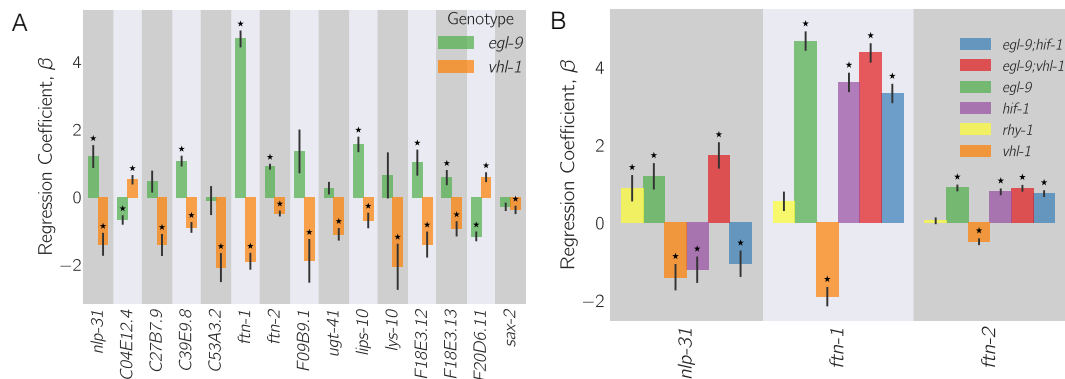 A
Genotype
egl-9
vhl-1
Regression Coefficient, β
4
2
0
−2
nlp-31
C04E12.4
C27B7.9
C39E9.8
C53A3.2
ftn-1
ftn-2
F09B9.1
ugt-41
lips-10
lys-10
F18E3.12
F18E3.13
F20D6.11
sax-2
B
egl-9;hif-1
egl-9;vhl-1
egl-9
hif-1
rhy-1
vhl-1
Regression Coefficient, β
4
2
0
−2
nlp-31
ftn-1
ftn-2